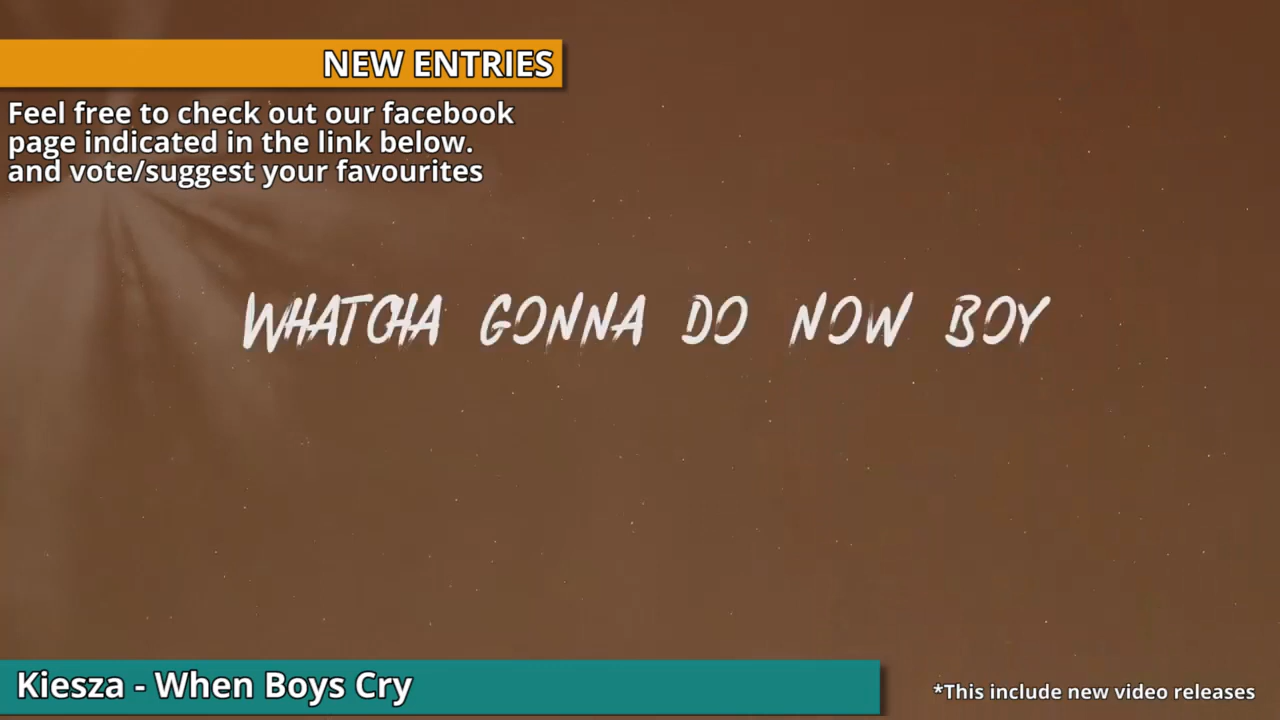 NEW ENTRIES
Feel free to check out our facebook
page indicated in the link below.
and vote/suggest your favourites
WHATCHA GONNA DO NOW BOY
Kiesza - When Boys Cry
*This include new video releases